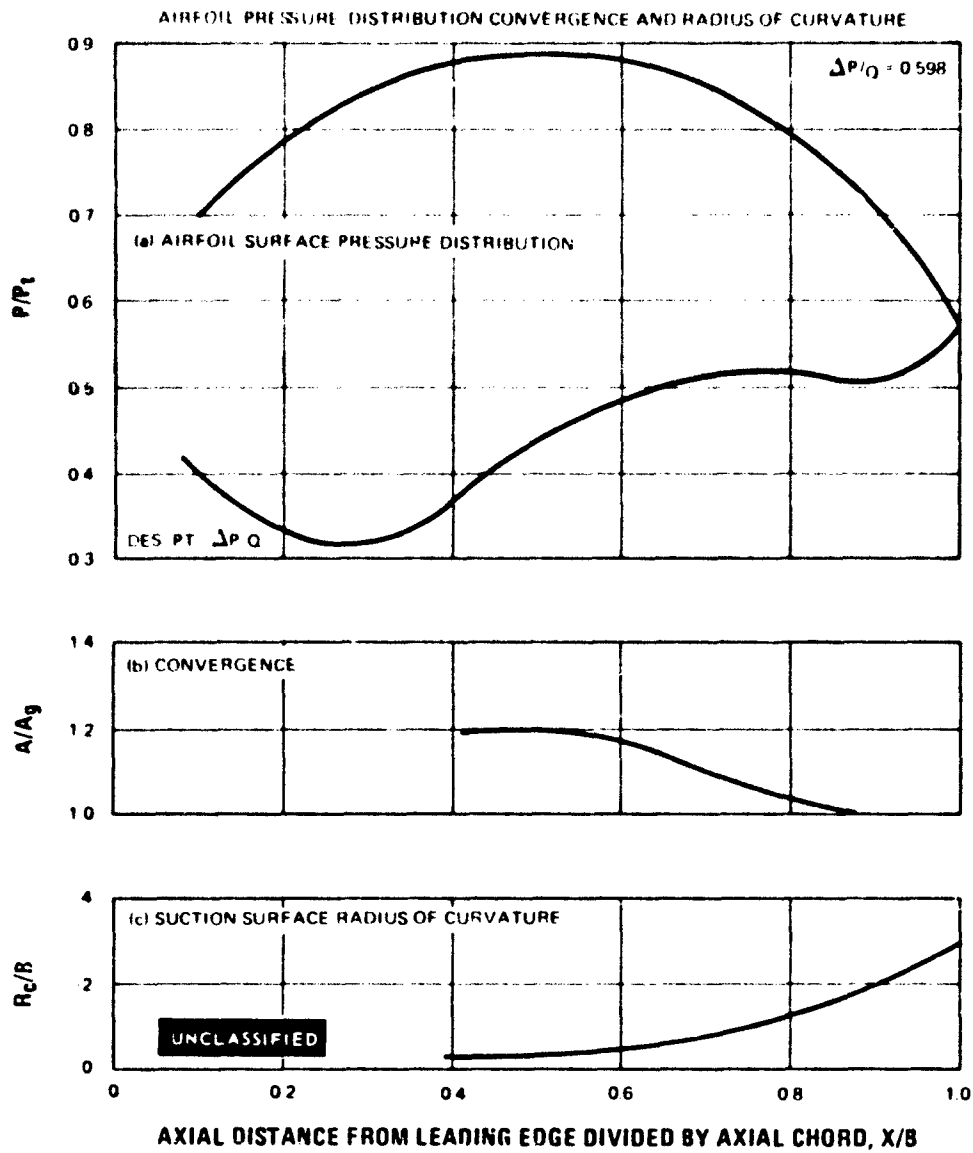 AIRFOIL PRESSURE DISTRIBUTION CONVERGENCE AND RADIUS OF CURVATURE
0.9
ΔP/Q = 0.598
0.8
0.7
(a) AIRFOIL SURFACE PRESSURE DISTRIBUTION
P/Pt
0.6
0.5
0.4
DES PT ΔP Q
0.3
1.4
(b) CONVERGENCE
A/Ag
1.2
1.0
4
(c) SUCTION SURFACE RADIUS OF CURVATURE
Rc/B
2
UNCLASSIFIED
0
0 0.2 0.4 0.6 0.8 1.0
AXIAL DISTANCE FROM LEADING EDGE DIVIDED BY AXIAL CHORD, X/B